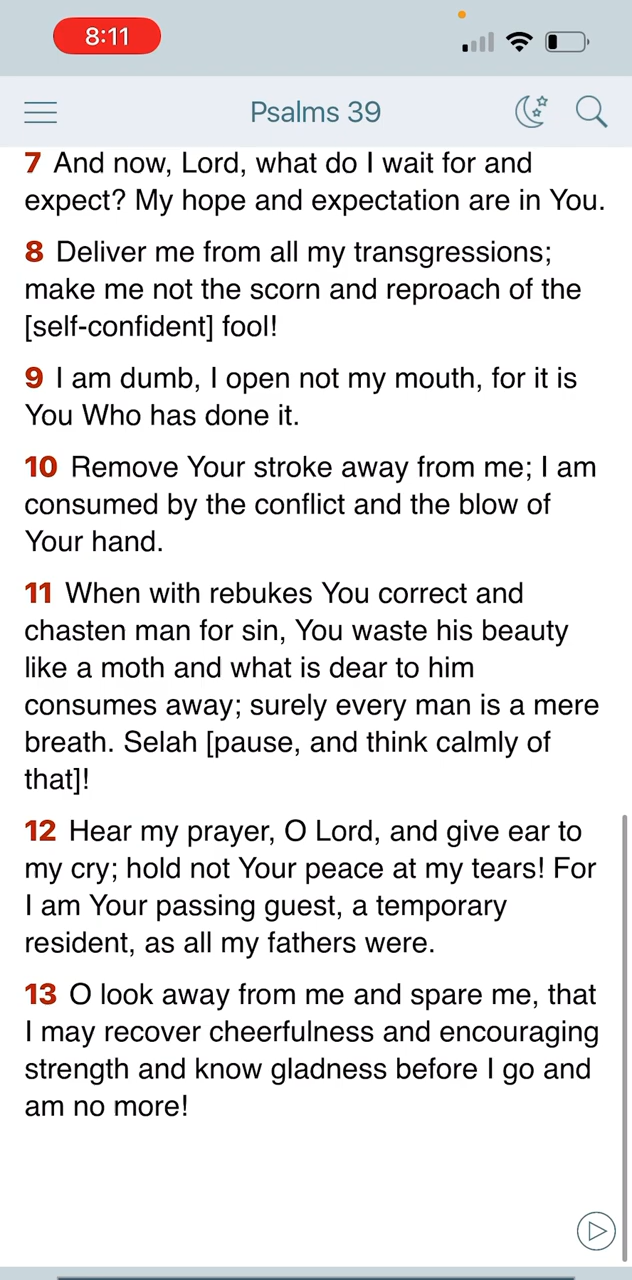 8:11
Psalms 39
7 And now, Lord, what do I wait for and
expect? My hope and expectation are in You.
8 Deliver me from all my transgressions;
make me not the scorn and reproach of the
[self-confident] fool!
9 I am dumb, I open not my mouth, for it is
You Who has done it.
10 Remove Your stroke away from me; I am
consumed by the conflict and the blow of
Your hand.
11 When with rebukes You correct and
chasten man for sin, You waste his beauty
like a moth and what is dear to him
consumes away; surely every man is a mere
breath. Selah [pause, and think calmly of
that]!
12 Hear my prayer, O Lord, and give ear to
my cry; hold not Your peace at my tears! For
I am Your passing guest, a temporary
resident, as all my fathers were.
13 O look away from me and spare me, that
I may recover cheerfulness and encouraging
strength and know gladness before I go and
am no more!